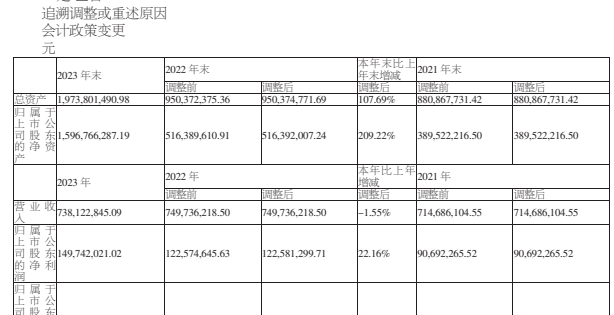 追溯调整或重述原因
会计政策变更
元
2023 年末 2022 年末 本年末比上年末增减 2021 年末
调整前 调整后 调整后 调整前 调整后
总资产 1,973,801,490.98 950,372,375.36 950,374,771.69 107.69% 880,867,731.42 880,867,731.42
归属于上市公司股东的净资产 1,596,766,287.19 516,389,610.91 516,392,007.24 209.22% 389,522,216.50 389,522,216.50
2023 年 2022 年 本年比上年增减 2021 年
调整前 调整后 调整后 调整前 调整后
营业收入 738,122,845.09 749,736,218.50 749,736,218.50 -1.55% 714,686,104.55 714,686,104.55
归属于上市公司股东的净利润 149,742,021.02 122,574,645.63 122,581,299.71 22.16% 90,692,265.52 90,692,265.52
归属于上市公司股东